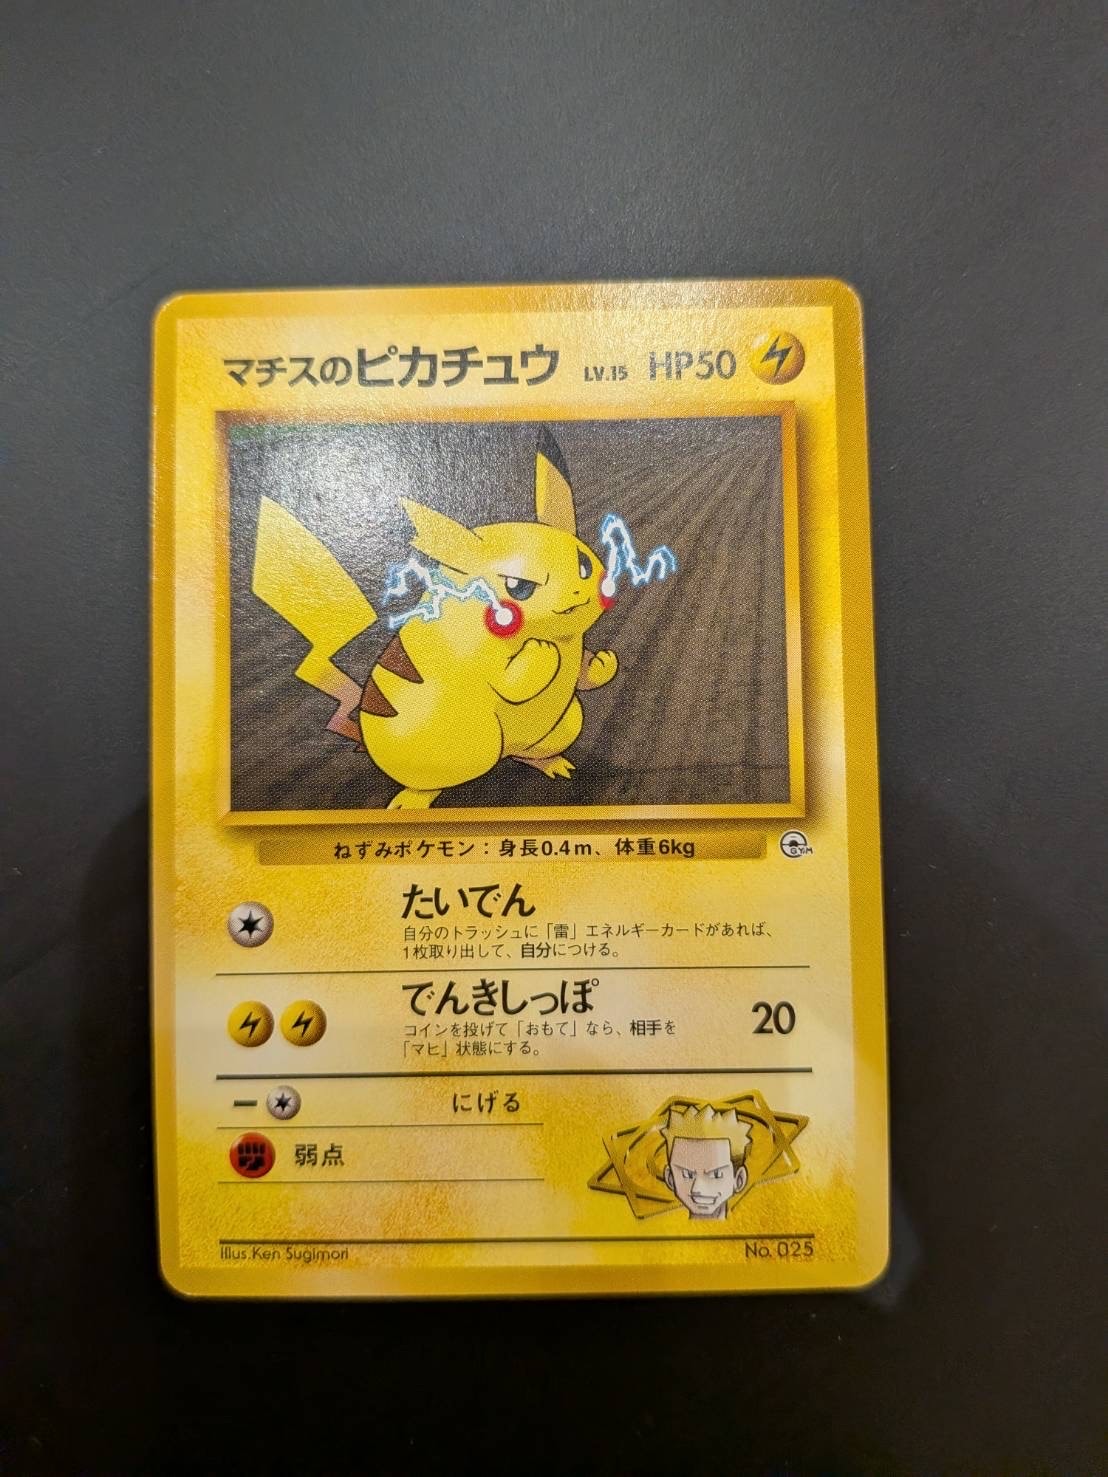 マチスのピカチュウ LV.15 HP50
ねずみポケモン：身長0.4m、体重6kg
GYM
たいでん
自分のトラッシュに「雷」エネルギーカードがあれば、
1枚取り出して、自分につける。
でんきしっぽ 20
コインを投げて「おもて」なら、相手を
「マヒ」状態にする。
ー にげる
弱点
Illus. Ken Sugimori No. 025